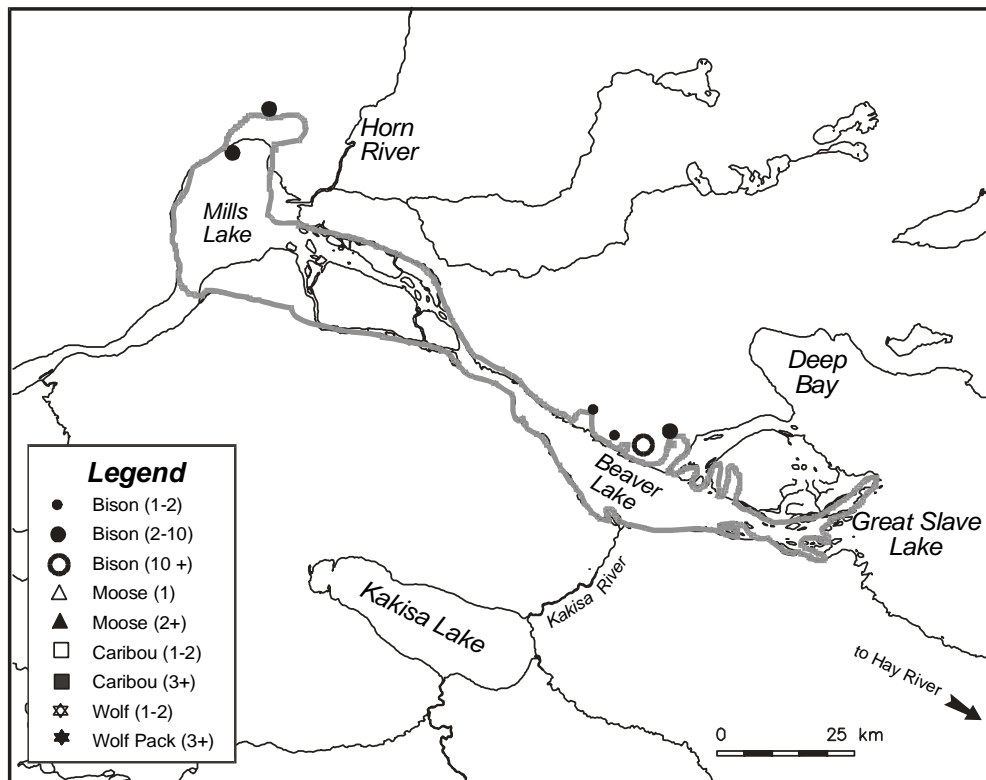 Horn
River
Mills
Lake
Deep
Bay
Beaver
Lake
Great Slave
Lake
Kakisa River
Kakisa Lake
to Hay River
0 25 km
Legend
Bison (1-2)
Bison (2-10)
Bison (10 +)
Moose (1)
Moose (2+)
Caribou (1-2)
Caribou (3+)
Wolf (1-2)
Wolf Pack (3+)